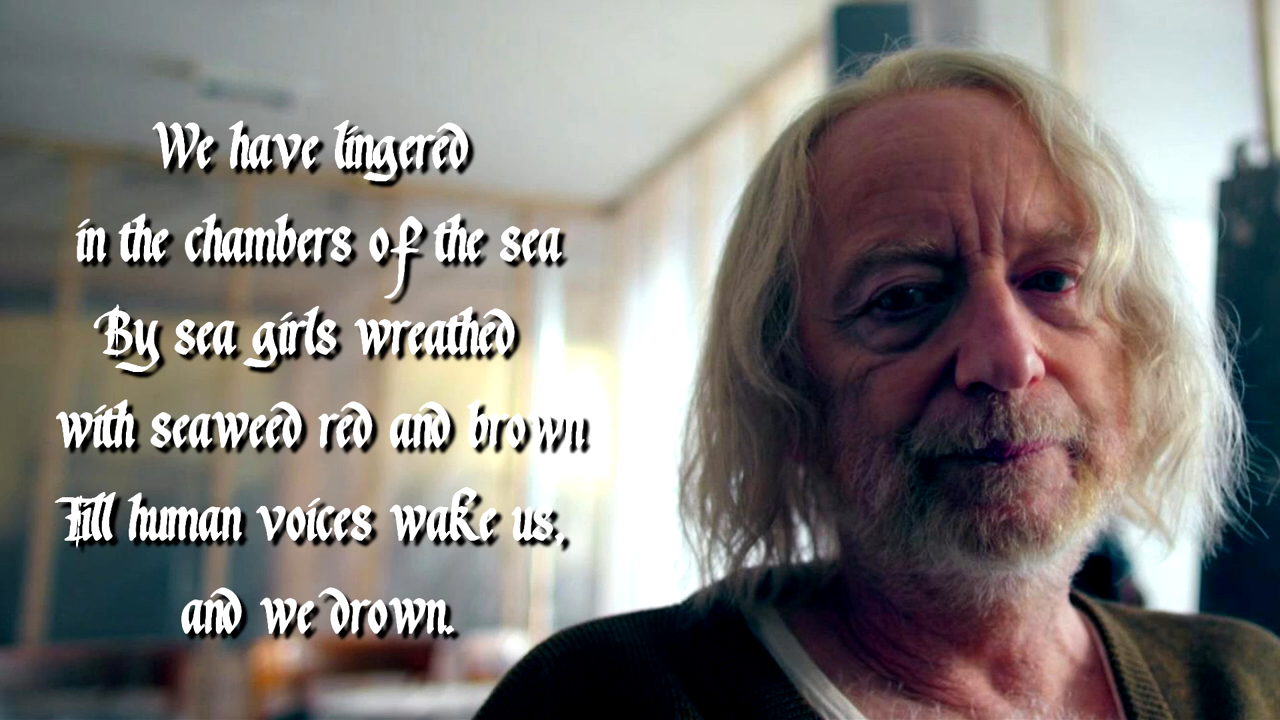 We have lingered
in the chambers of the sea
By sea girls wreathed
with seaweed red and brown
Till human voices wake us,
and we drown.